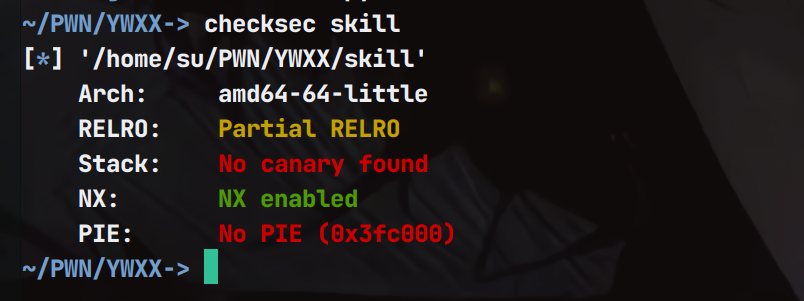 ~/PWN/YWXX-> checksec skill
[*] '/home/su/PWN/YWXX/skill'
    Arch:     amd64-64-little
    RELRO:    Partial RELRO
    Stack:    No canary found
    NX:       NX enabled
    PIE:      No PIE (0x3fc000)
~/PWN/YWXX->